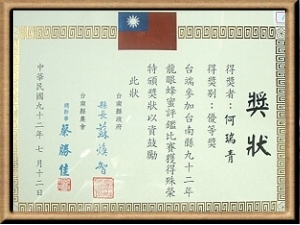 獎狀
得獎者:何瑞青
得獎別:優等獎
台端參加台南縣九十二年
龍眼蜂蜜評鑑比賽獲得殊榮
特頒獎狀以資鼓勵
此狀
台南縣政府
縣長 蘇煥智
台南縣農會
總幹事 蔡勝佳
中華民國九十二年七月十二日